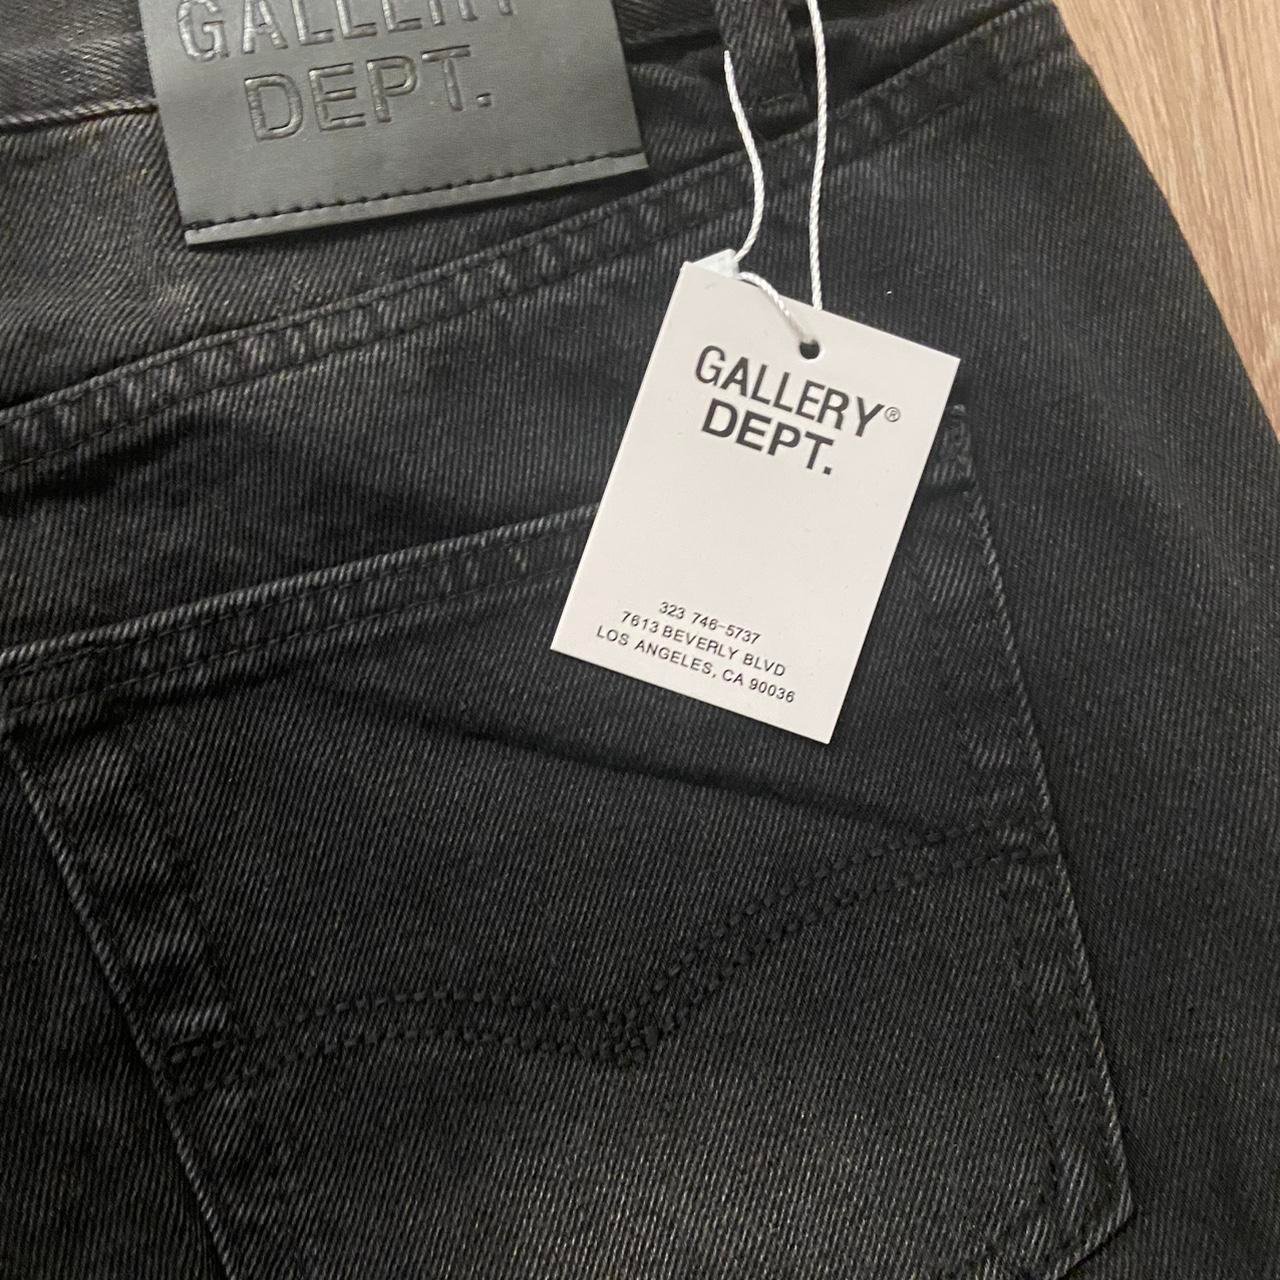 GALLERY
DEPT.
GALLERY®
DEPT.
323 746-5737
7613 BEVERLY BLVD
LOS ANGELES, CA 90036